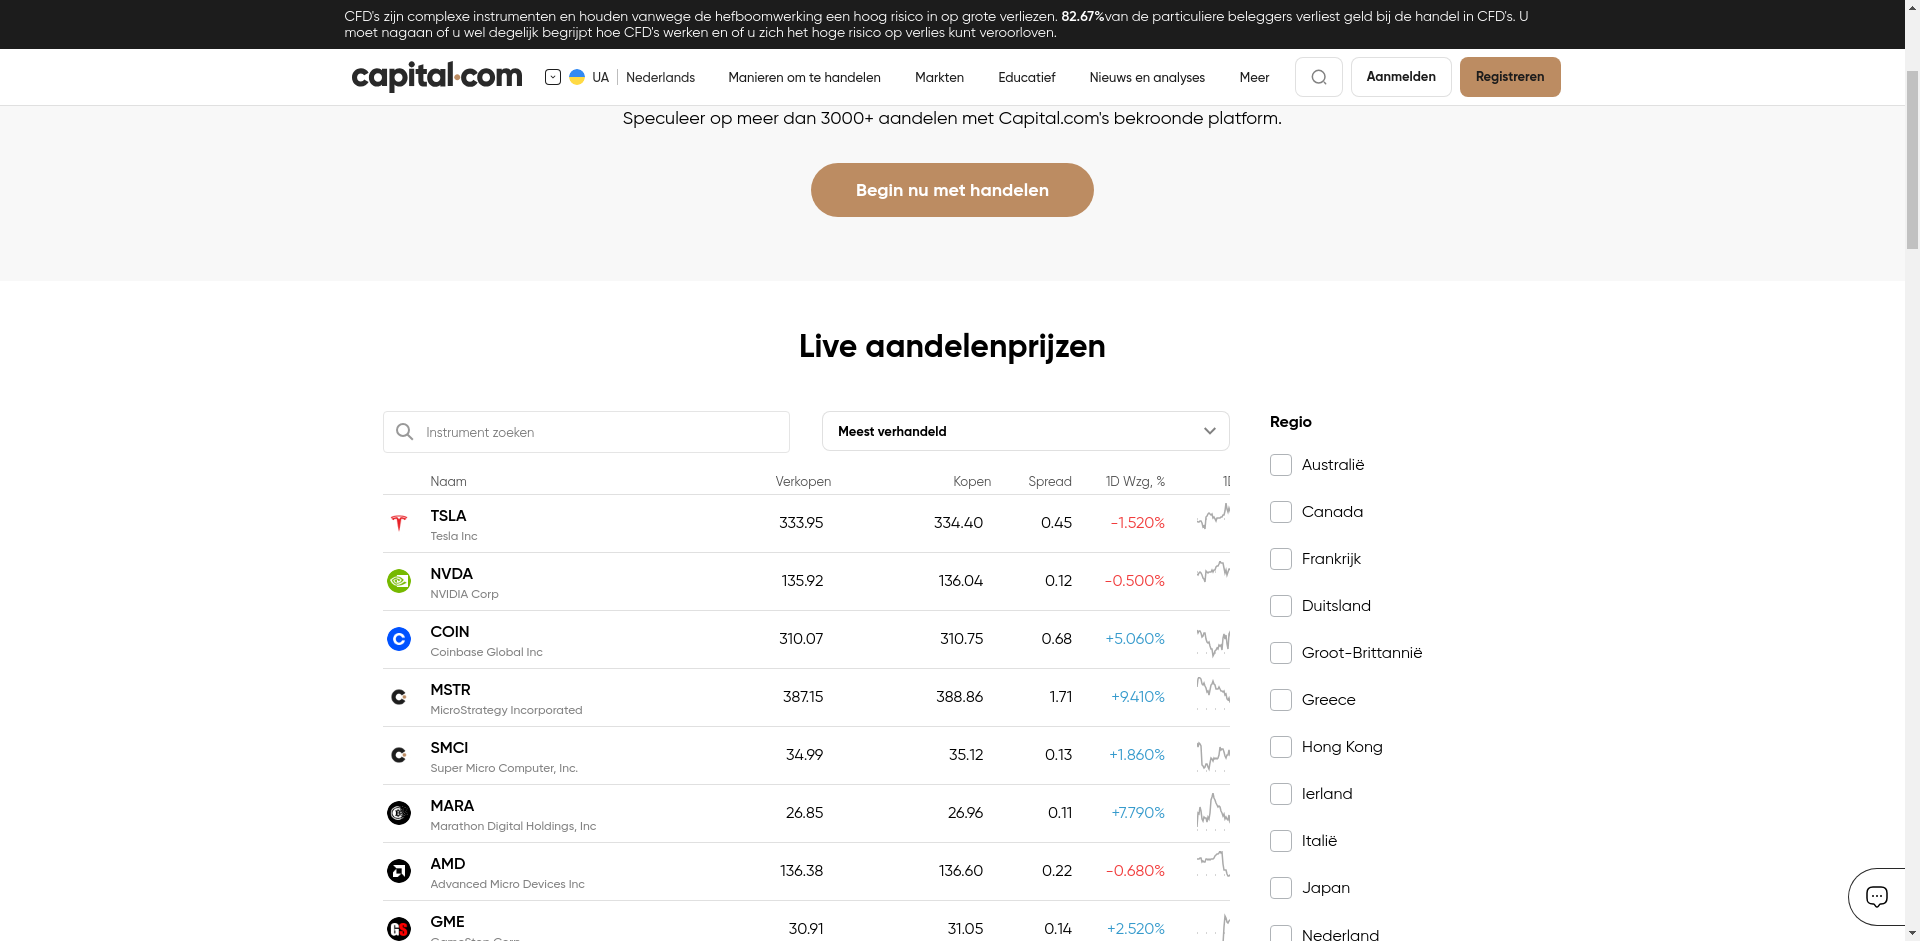 CFD's zijn complexe instrumenten en houden vanwege de hefboomwerking een hoog risico in op grote verliezen. 82.67%van de particuliere beleggers verliest geld bij de handel in CFD's. U
moet nagaan of u wel degelijk begrijpt hoe CFD's werken en of u zich het hoge risico op verlies kunt veroorloven.
capital.com UA Nederlands Manieren om te handelen Markten Educatief Nieuws en analyses Meer Aanmelden Registreren
Speculeer op meer dan 3000+ aandelen met Capital.com's bekroonde platform.
Begin nu met handelen
Live aandelenprijzen
Instrument zoeken
Meest verhandeld
Naam Verkopen Kopen Spread 1D Wzg, %
TSLA
Tesla Inc
333.95 334.40 0.45 -1.520%
NVDA
NVIDIA Corp
135.92 136.04 0.12 -0.500%
COIN
Coinbase Global Inc
310.07 310.75 0.68 +5.060%
MSTR
MicroStrategy Incorporated
387.15 388.86 1.71 +9.410%
SMCI
Super Micro Computer, Inc.
34.99 35.12 0.13 +1.860%
MARA
Marathon Digital Holdings, Inc
26.85 26.96 0.11 +7.790%
AMD
Advanced Micro Devices Inc
136.38 136.60 0.22 -0.680%
GME
GameStop Corp
30.91 31.05 0.14 +2.520%
Regio
Australië
Canada
Frankrijk
Duitsland
Groot-Brittannië
Greece
Hong Kong
Ierland
Italië
Japan
Nederland